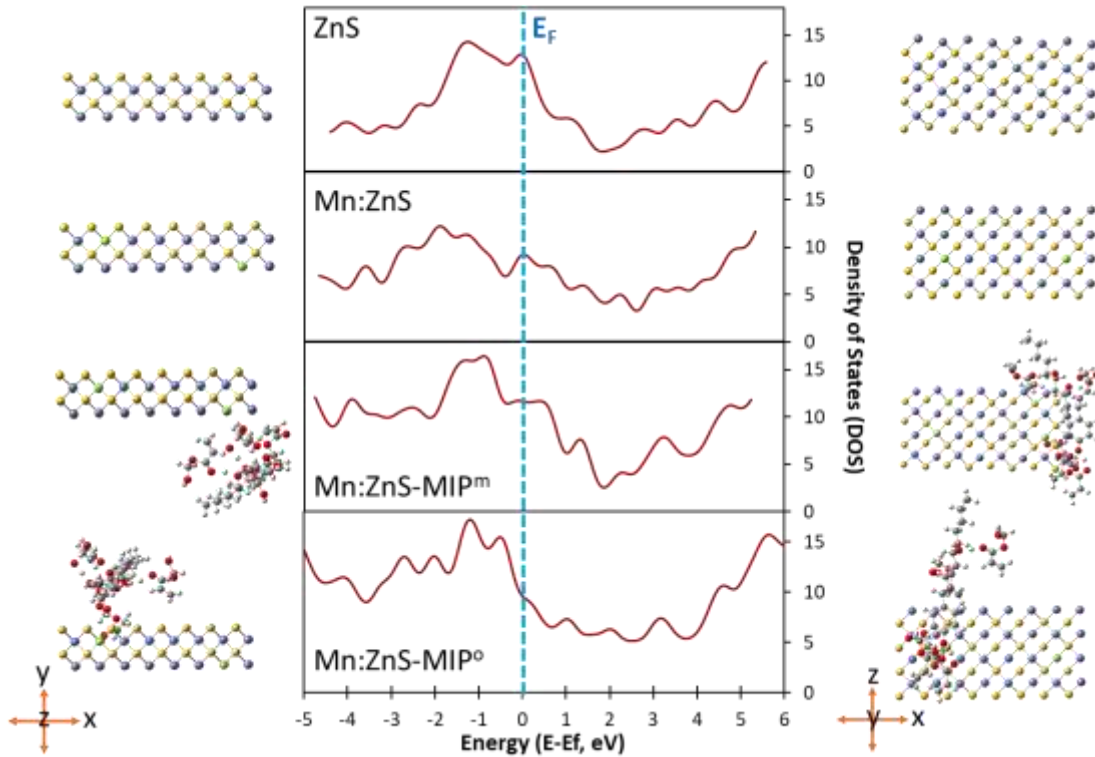 ZnS
E_F
15
10
5
0
Mn:ZnS
15
10
5
0
Mn:ZnS-MIP^m
15
10
5
0
Mn:ZnS-MIP^o
15
10
5
0
Density of States (DOS)
-5 -4 -3 -2 -1 0 1 2 3 4 5 6
Energy (E-Ef, eV)
y
z x
z
y x